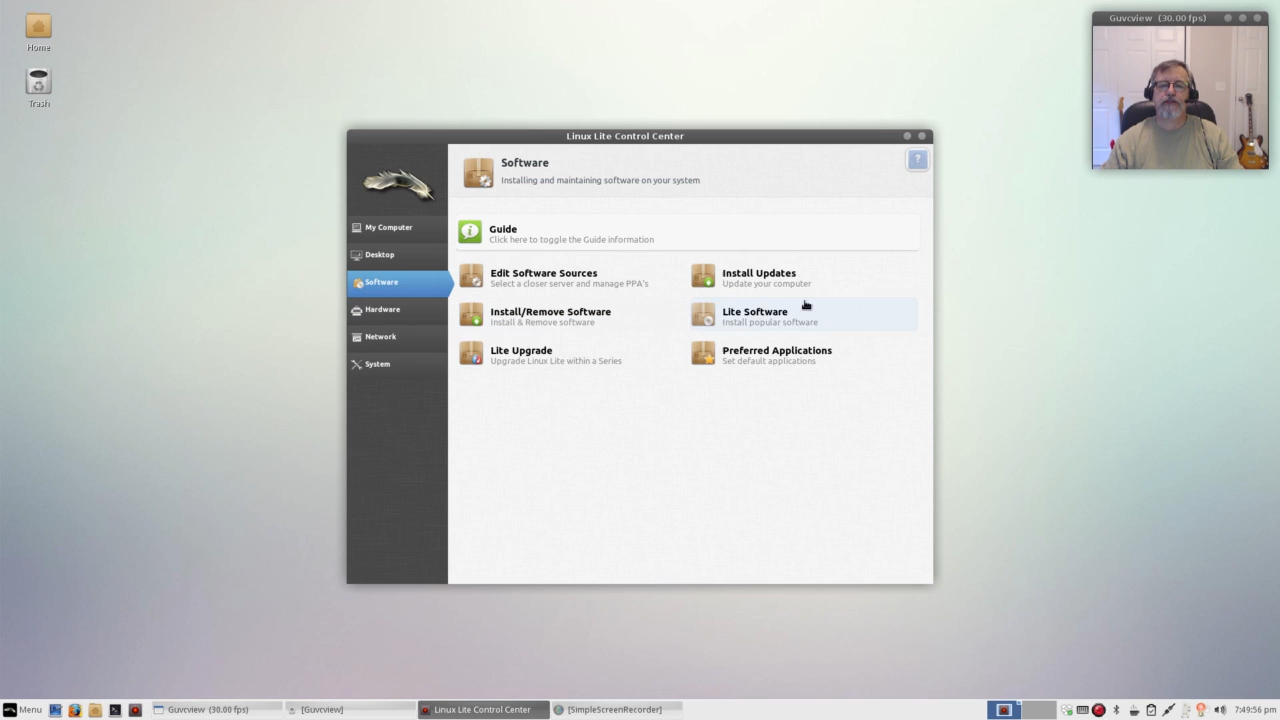 Home
Trash
Guvcview (30.00 fps)
Linux Lite Control Center
Software
Installing and maintaining software on your system
?
My Computer
Desktop
Software
Hardware
Network
System
Guide
Click here to toggle the Guide information
Edit Software Sources
Select a closer server and manage PPA's
Install Updates
Update your computer
Install/Remove Software
Install & Remove software
Lite Software
Install popular software
Lite Upgrade
Upgrade Linux Lite within a Series
Preferred Applications
Set default applications
Menu
Guvcview (30.00 fps)
[Guvcview]
Linux Lite Control Center
[SimpleScreenRecorder]
7:49:56 pm